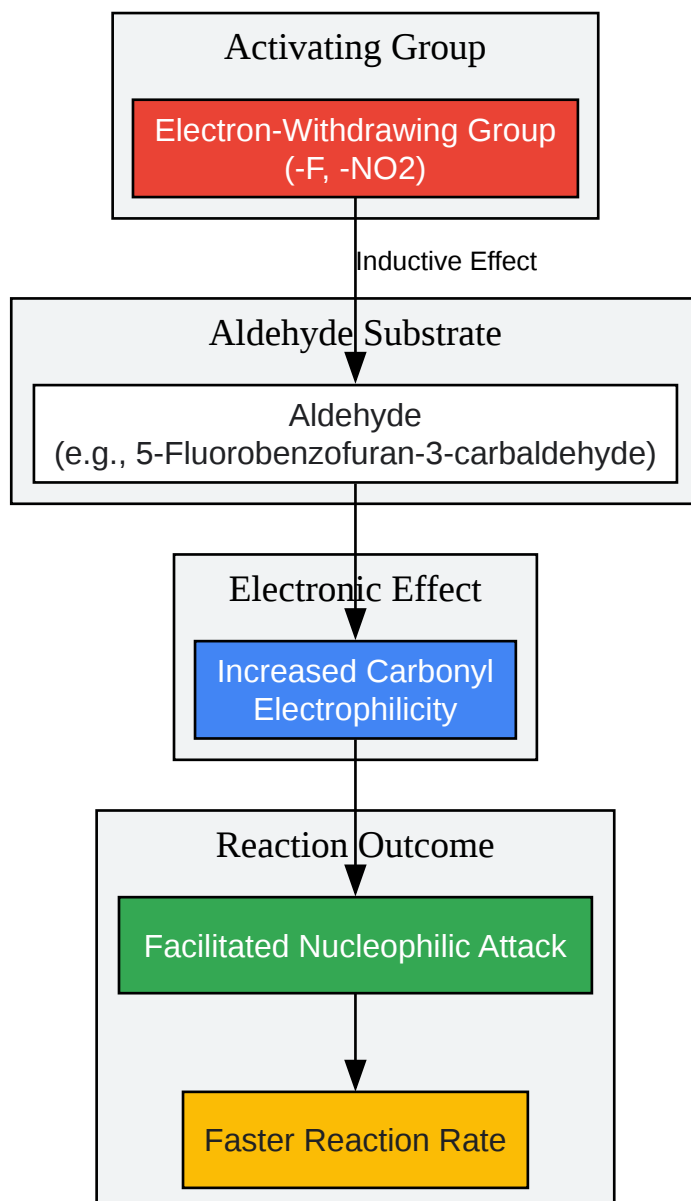 Activating Group
Electron-Withdrawing Group
(-F, -NO2)
Inductive Effect
Aldehyde Substrate
Aldehyde
(e.g., 5-Fluorobenzofuran-3-carbaldehyde)
Electronic Effect
Increased Carbonyl
Electrophilicity
Reaction Outcome
Facilitated Nucleophilic Attack
Faster Reaction Rate